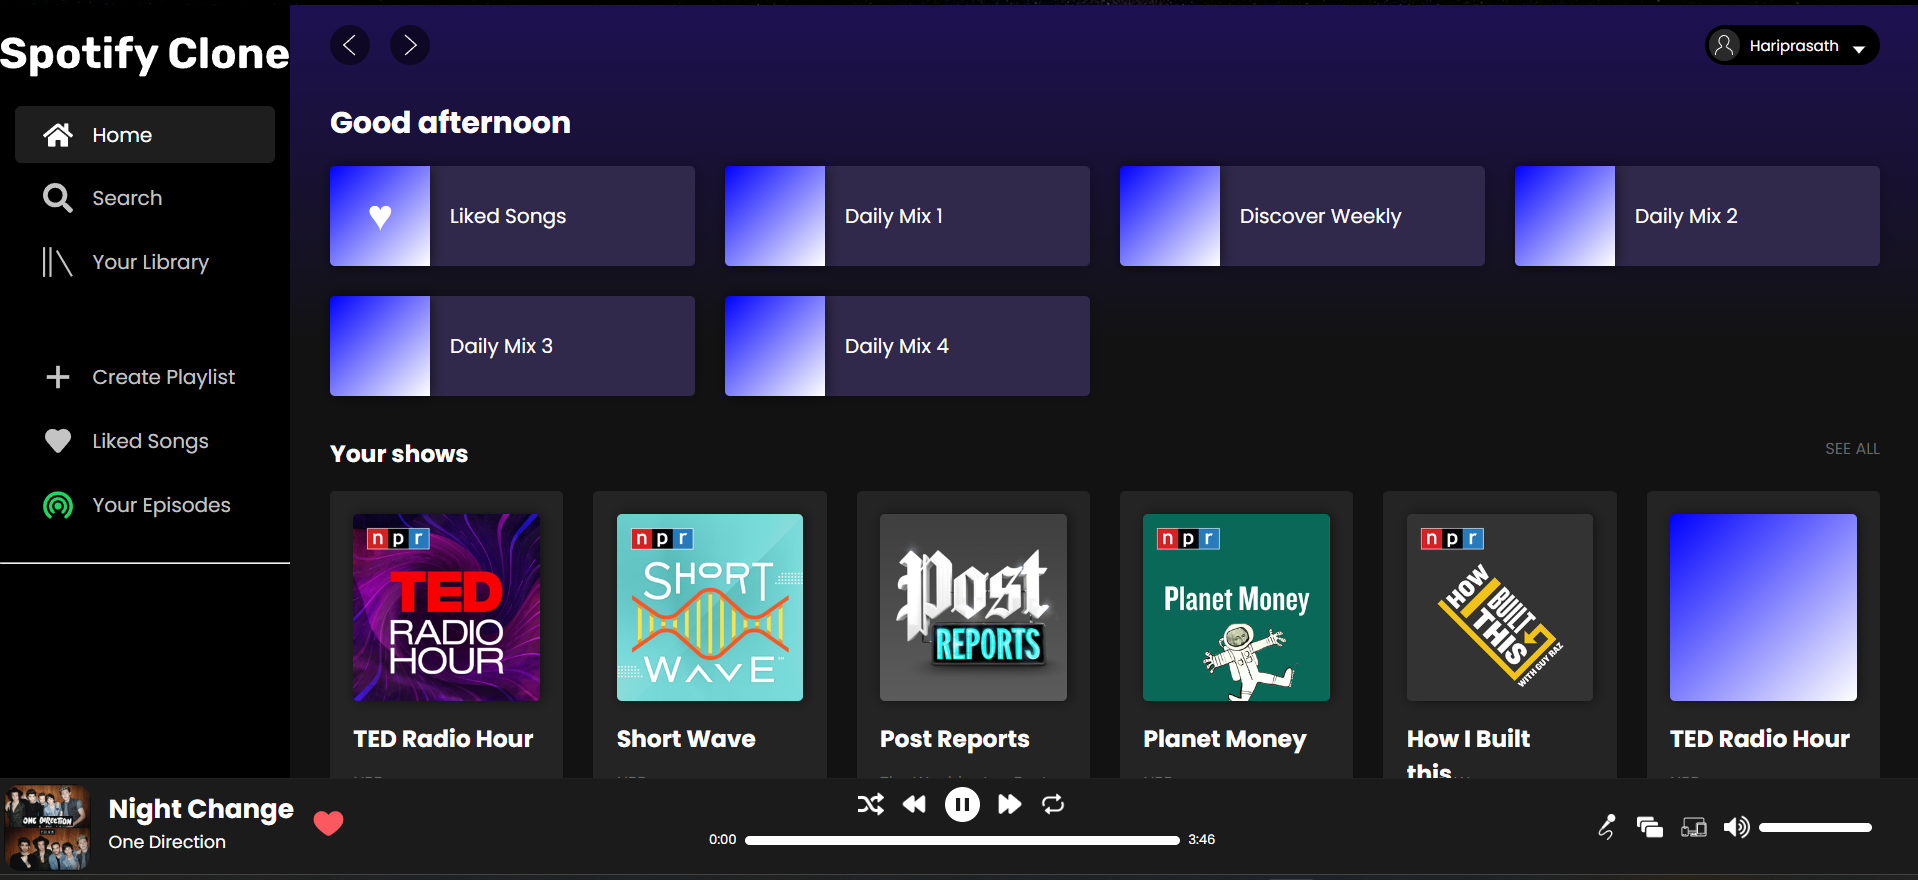 Spotify Clone
Home
Search
Your Library
Create Playlist
Liked Songs
Your Episodes
Hariprasath
Good afternoon
Liked Songs
Daily Mix 1
Discover Weekly
Daily Mix 2
Daily Mix 3
Daily Mix 4
Your shows
SEE ALL
npr
TED
RADIO
HOUR
TED Radio Hour
npr
SHORT
WAVE
Short Wave
Post
REPORTS
Post Reports
npr
Planet Money
Planet Money
npr
HOW
I BUILT
THIS
WITH GUY RAZ
How I Built
this
TED Radio Hour
ONE DIRECTION
Night Change
One Direction
0:00
3:46